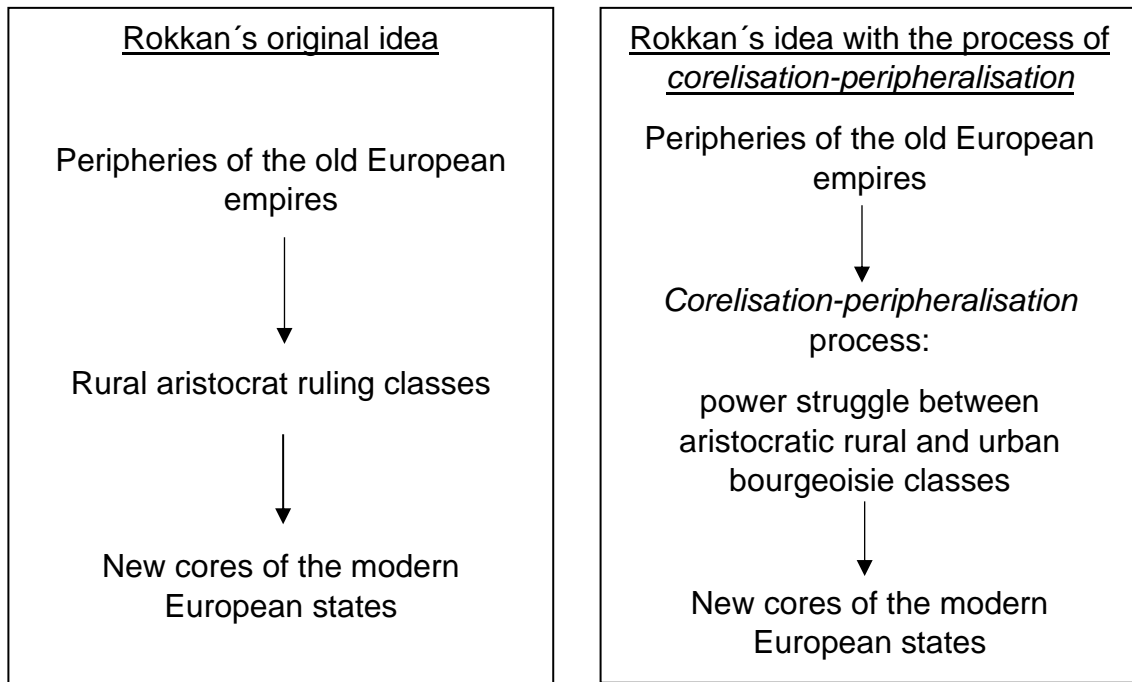 Rokkan´s original idea
Peripheries of the old European
empires
Rural aristocrat ruling classes
New cores of the modern
European states
Rokkan´s idea with the process of
corelisation-peripheralisation
Peripheries of the old European
empires
Corelisation-peripheralisation
process:
power struggle between
aristocratic rural and urban
bourgeoisie classes
New cores of the modern
European states